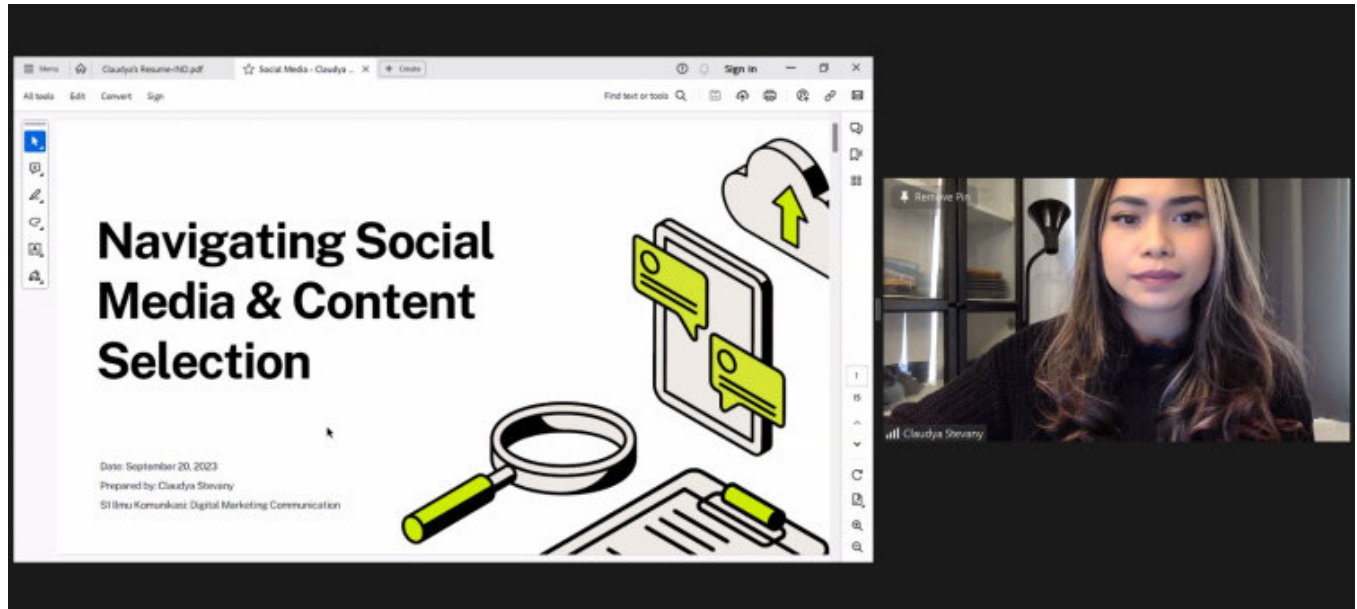 Menu
Claudya's Resume-IND.pdf
Social Media - Claudya ...
Create
Sign in
All tools Edit Convert Sign
Find text or tools
Navigating Social
Media & Content
Selection
Date: September 20, 2023
Prepared by: Claudya Stevany
S1 Ilmu Komunikasi: Digital Marketing Communication
1
15
Remove Pin
Claudya Stevany